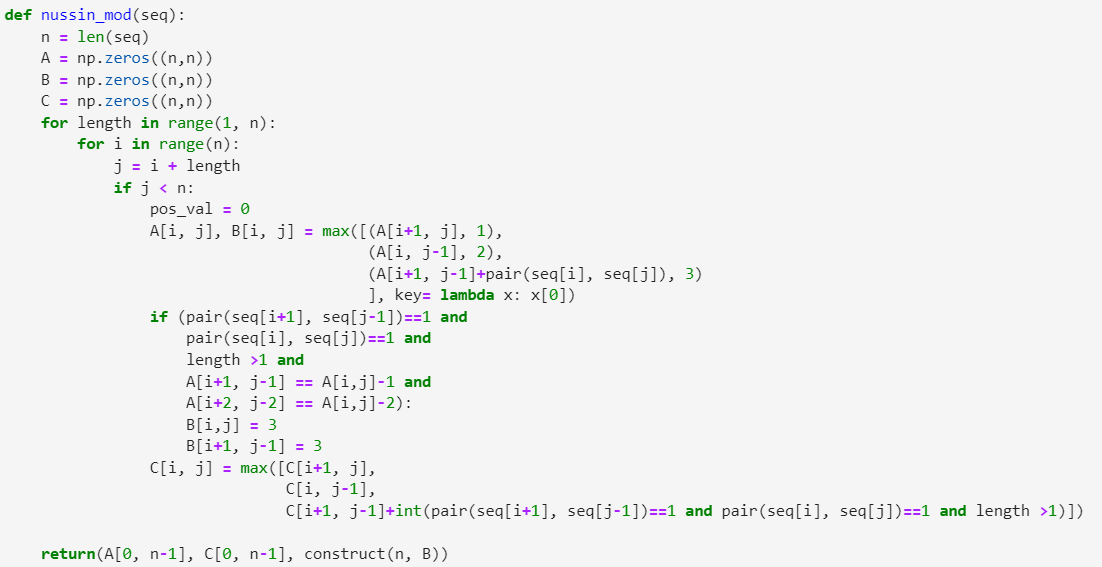 def nussin_mod(seq):
    n = len(seq)
    A = np.zeros((n,n))
    B = np.zeros((n,n))
    C = np.zeros((n,n))
    for length in range(1, n):
        for i in range(n):
            j = i + length
            if j < n:
                pos_val = 0
                A[i, j], B[i, j] = max([(A[i+1, j], 1),
                                        (A[i, j-1], 2),
                                        (A[i+1, j-1]+pair(seq[i], seq[j]), 3)
                                        ], key= lambda x: x[0])
                if (pair(seq[i+1], seq[j-1])==1 and
                    pair(seq[i], seq[j])==1 and
                    length >1 and
                    A[i+1, j-1] == A[i,j]-1 and
                    A[i+2, j-2] == A[i,j]-2):
                    B[i,j] = 3
                    B[i+1, j-1] = 3
                C[i, j] = max([C[i+1, j],
                               C[i, j-1],
                               C[i+1, j-1]+int(pair(seq[i+1], seq[j-1])==1 and pair(seq[i], seq[j])==1 and length >1)])
    return(A[0, n-1], C[0, n-1], construct(n, B))